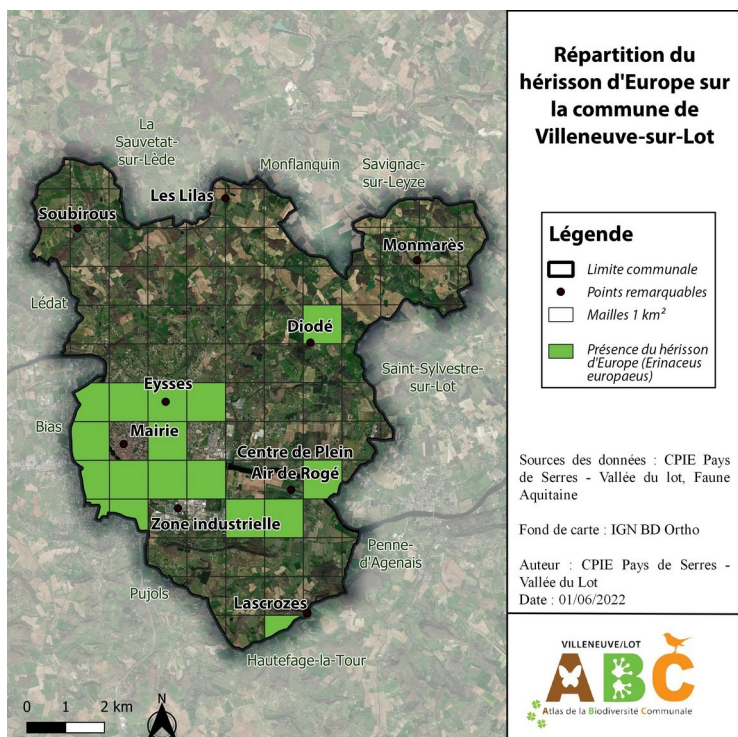 Répartition du
hérisson d'Europe sur
la commune de
Villeneuve-sur-Lot
La
Sauvetat-
sur-Lède
Monflanquin
Savignac-
sur-Leyze
Les Lilas
Soubirous
Monmarès
Lédat
Diodé
Saint-Sylvestre-
sur-Lot
Eysses
Bias
Mairie
Centre de Plein
Air de Rogé
Zone industrielle
Penne-
d'Agenais
Pujols
Lascrozes
Hautefage-la-Tour
0 1 2 km
N
Légende
Limite communale
Points remarquables
Mailles 1 km²
Présence du hérisson
d'Europe (Erinaceus
europaeus)
Sources des données : CPIE Pays
de Serres - Vallée du lot, Faune
Aquitaine
Fond de carte : IGN BD Ortho
Auteur : CPIE Pays de Serres -
Vallée du Lot
Date : 01/06/2022
VILLENEUVE/LOT
ABC
Atlas de la Biodiversité Communale